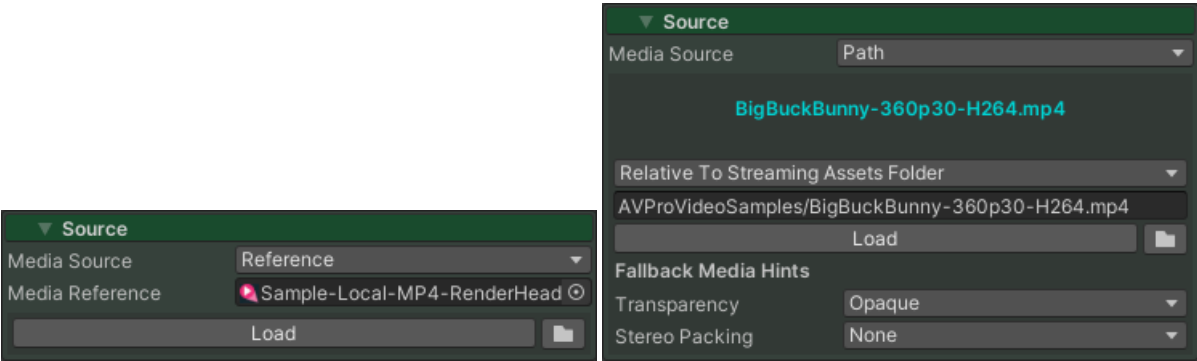 Source
Media Source Reference
Media Reference Sample-Local-MP4-RenderHead
Load
Source
Media Source Path
BigBuckBunny-360p30-H264.mp4
Relative To Streaming Assets Folder
AVProVideoSamples/BigBuckBunny-360p30-H264.mp4
Load
Fallback Media Hints
Transparency Opaque
Stereo Packing None